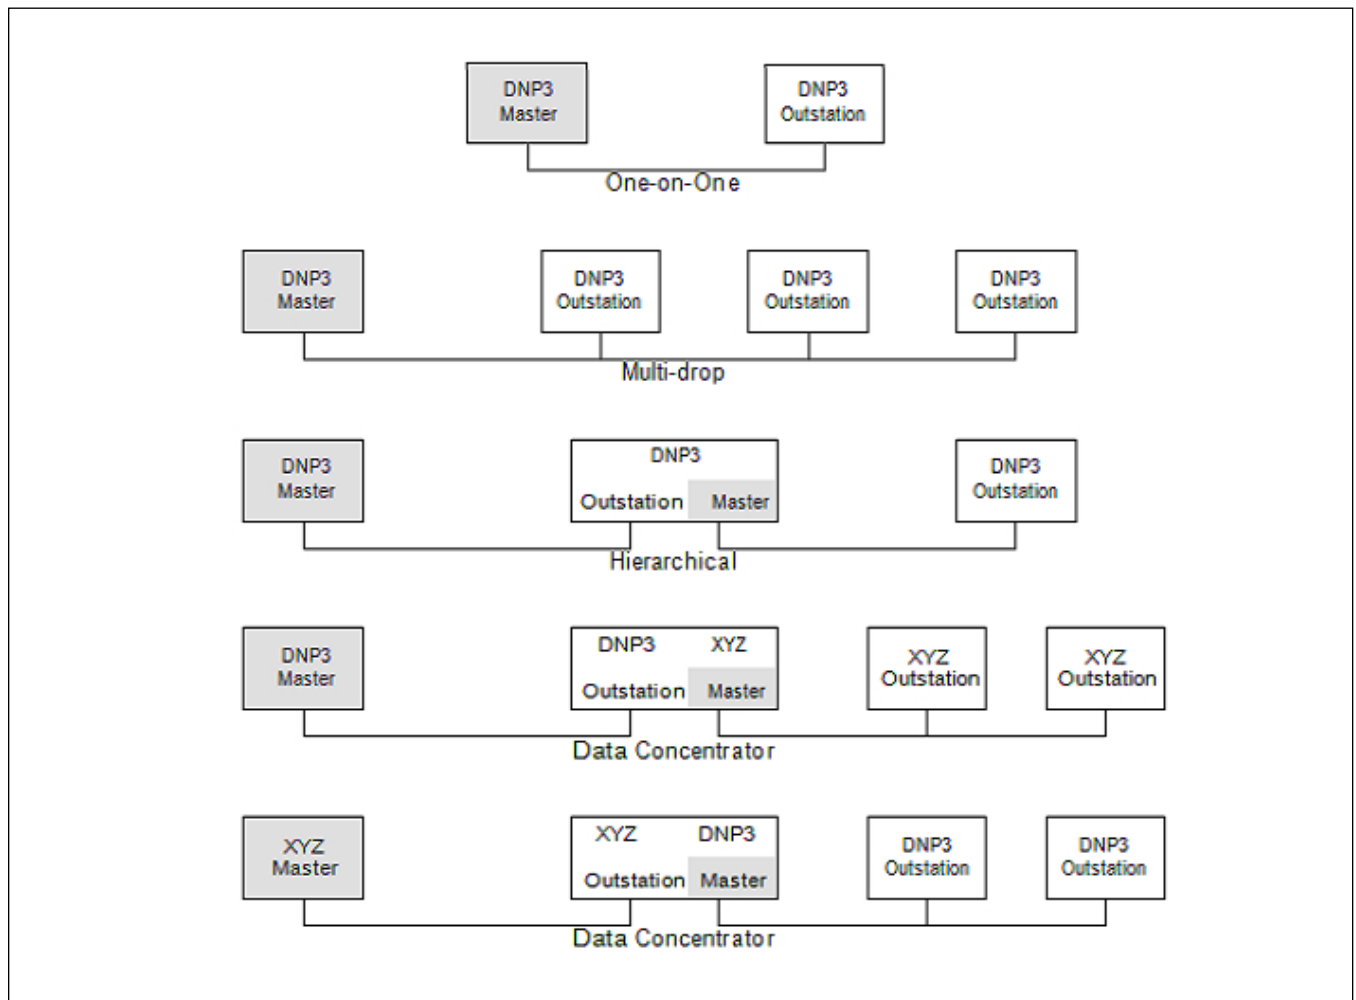 DNP3
Master
DNP3
Outstation
One-on-One
DNP3
Master
DNP3
Outstation
DNP3
Outstation
DNP3
Outstation
Multi-drop
DNP3
Master
DNP3
Outstation
Master
DNP3
Outstation
Hierarchical
DNP3
Master
DNP3
XYZ
Outstation
Master
XYZ
Outstation
XYZ
Outstation
Data Concentrator
XYZ
Master
XYZ
DNP3
Outstation
Master
DNP3
Outstation
DNP3
Outstation
Data Concentrator